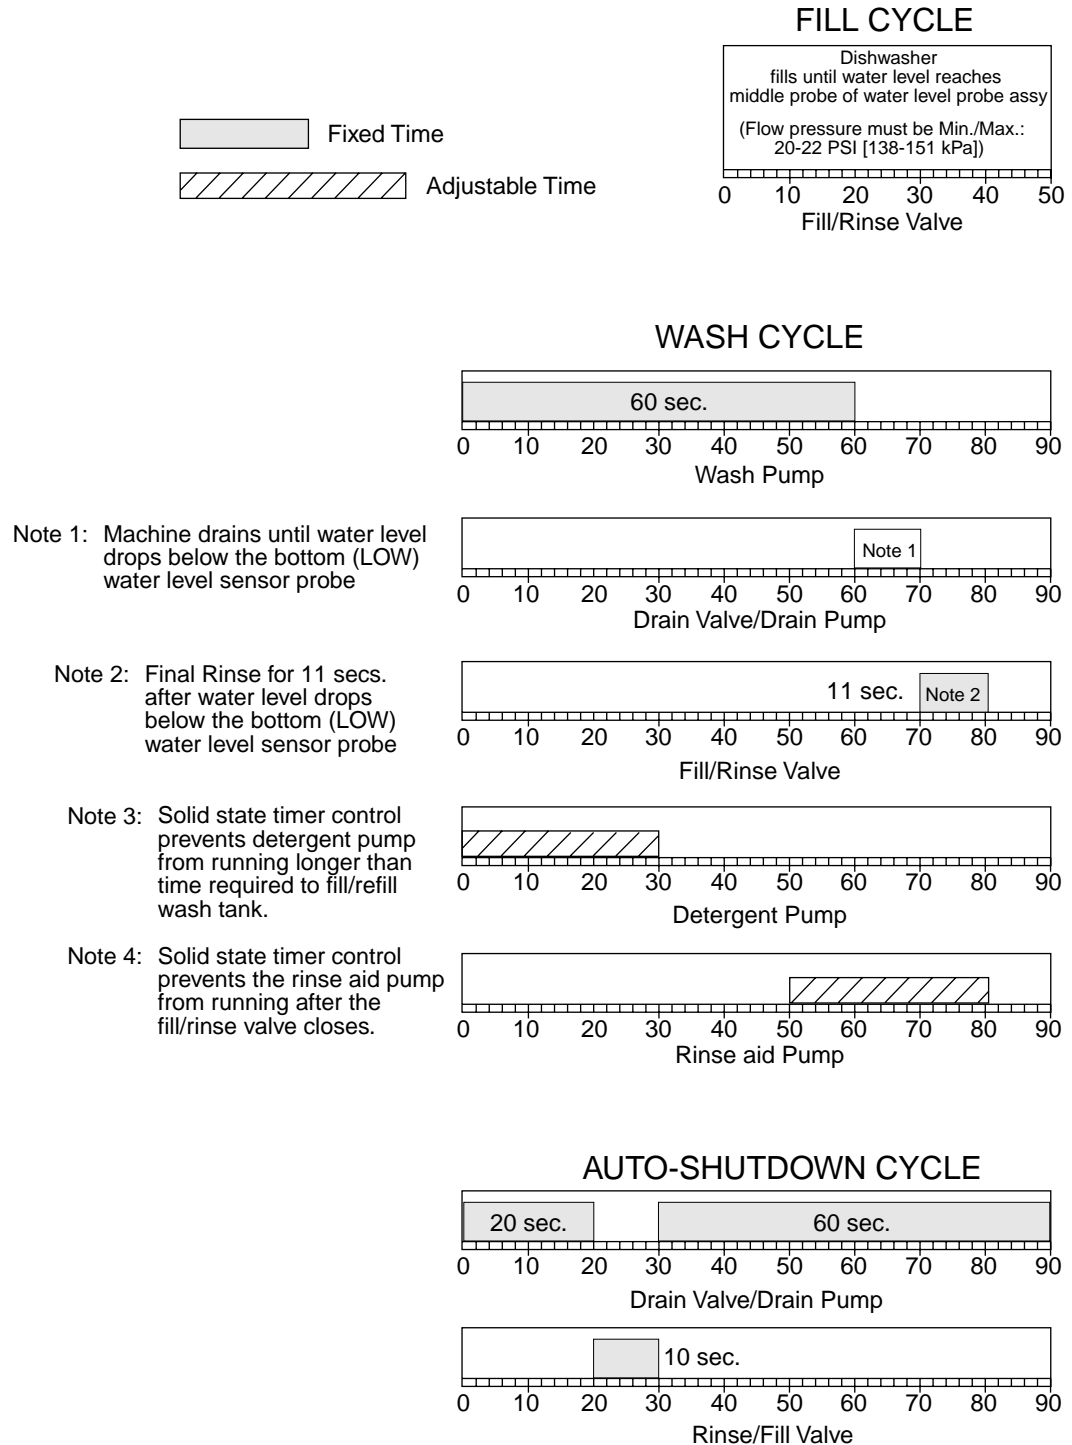 FILL CYCLE
Dishwasher
fills until water level reaches
middle probe of water level probe assy
(Flow pressure must be Min./Max.:
20-22 PSI [138-151 kPa])
0 10 20 30 40 50
Fill/Rinse Valve
Fixed Time
Adjustable Time
WASH CYCLE
60 sec.
0 10 20 30 40 50 60 70 80 90
Wash Pump
Note 1: Machine drains until water level
drops below the bottom (LOW)
water level sensor probe
Note 1
0 10 20 30 40 50 60 70 80 90
Drain Valve/Drain Pump
Note 2: Final Rinse for 11 secs.
after water level drops
below the bottom (LOW)
water level sensor probe
11 sec. Note 2
0 10 20 30 40 50 60 70 80 90
Fill/Rinse Valve
Note 3: Solid state timer control
prevents detergent pump
from running longer than
time required to fill/refill
wash tank.
0 10 20 30 40 50 60 70 80 90
Detergent Pump
Note 4: Solid state timer control
prevents the rinse aid pump
from running after the
fill/rinse valve closes.
0 10 20 30 40 50 60 70 80 90
Rinse aid Pump
AUTO-SHUTDOWN CYCLE
20 sec. 60 sec.
0 10 20 30 40 50 60 70 80 90
Drain Valve/Drain Pump
10 sec.
0 10 20 30 40 50 60 70 80 90
Rinse/Fill Valve